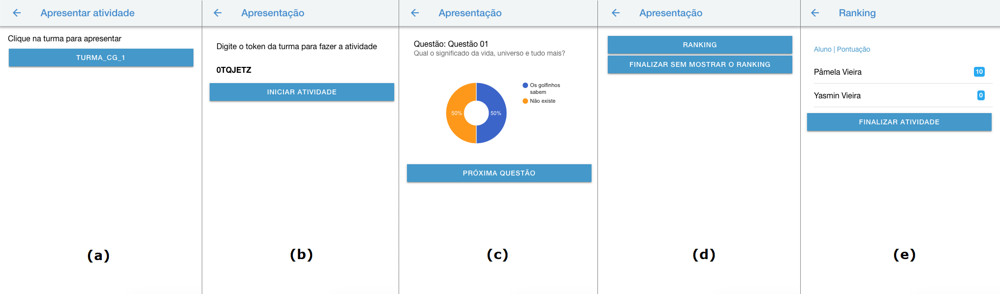 Apresentar atividade
Clique na turma para apresentar
TURMA_CG_1
(a)
Apresentação
Digite o token da turma para fazer a atividade
0TQJETZ
INICIAR ATIVIDADE
(b)
Apresentação
Questão: Questão 01
Qual o significado da vida, universo e tudo mais?
50%
50%
Os golfinhos
sabem
Não existe
PRÓXIMA QUESTÃO
(c)
Apresentação
RANKING
FINALIZAR SEM MOSTRAR O RANKING
(d)
Ranking
Aluno | Pontuação
Pâmela Vieira 10
Yasmin Vieira 0
FINALIZAR ATIVIDADE
(e)